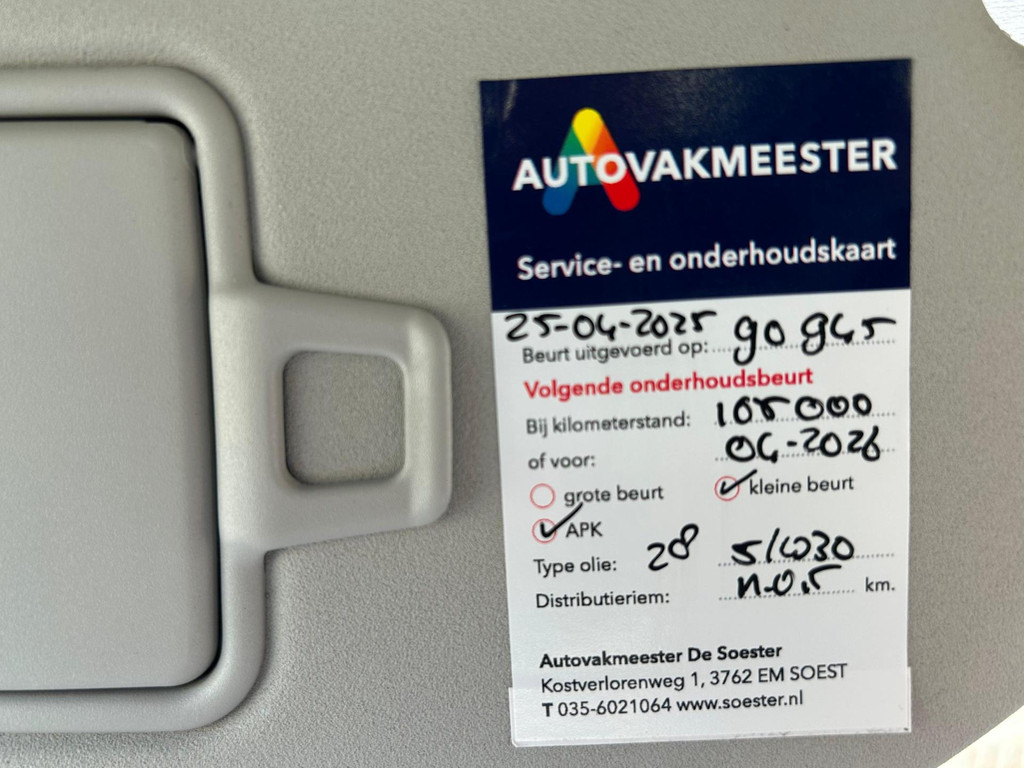 AUTOVAKMEESTER
Service- en onderhoudskaart
25-04-2025
Beurt uitgevoerd op: 90 945
Volgende onderhoudsbeurt
Bij kilometerstand: 105000
of voor: 04-2026
grote beurt kleine beurt
APK
Type olie: 28 5/W30
Distributieriem: km.
Autovakmeester De Soester
Kostverlorenweg 1, 3762 EM SOEST
T 035-6021064 www.soester.nl